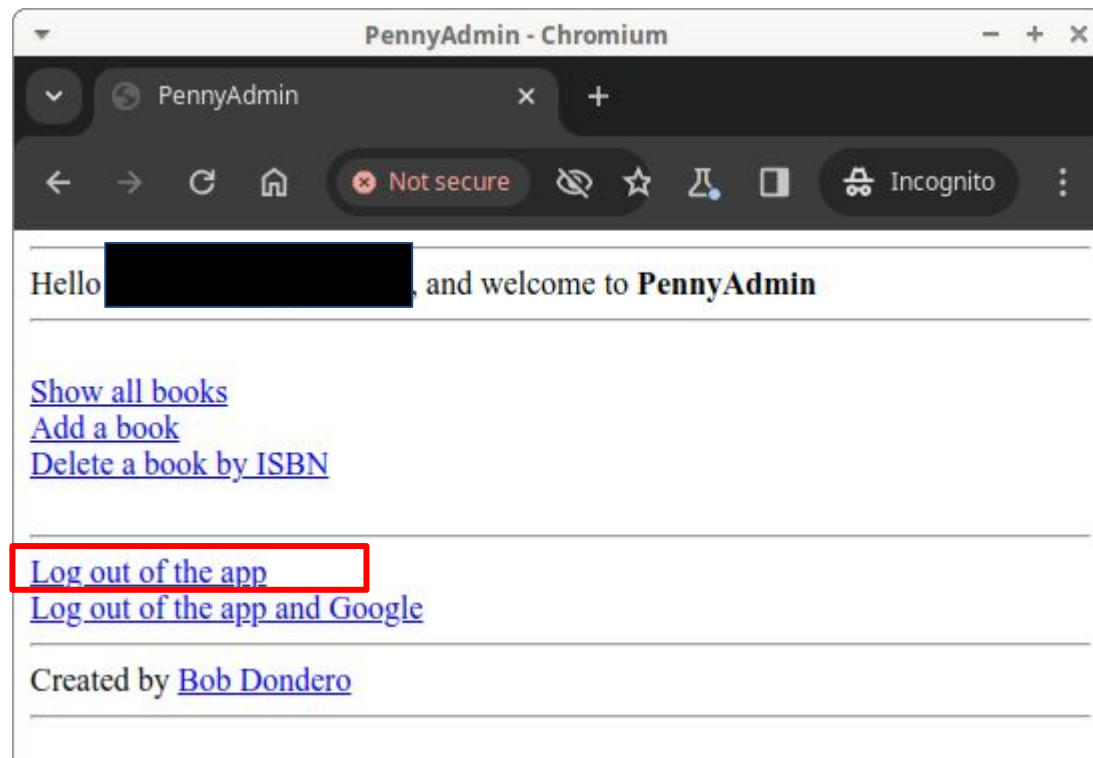 PennyAdmin - Chromium
PennyAdmin
Not secure
Incognito
Hello , and welcome to PennyAdmin
Show all books
Add a book
Delete a book by ISBN
Log out of the app
Log out of the app and Google
Created by Bob Dondero